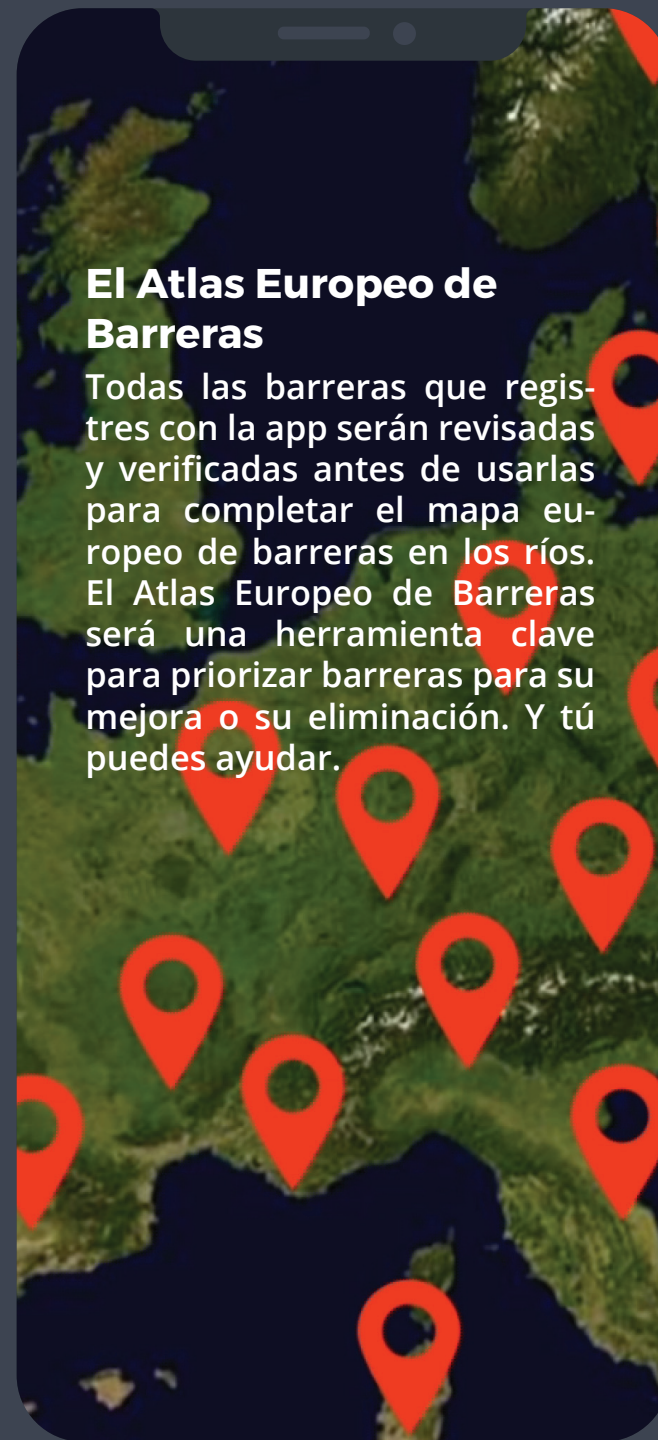 El Atlas Europeo de
Barreras
Todas las barreras que regis-
tres con la app serán revisadas
y verificadas antes de usarlas
para completar el mapa eu-
ropeo de barreras en los ríos.
El Atlas Europeo de Barreras
será una herramienta clave
para priorizar barreras para su
mejora o su eliminación. Y tú
puedes ayudar.